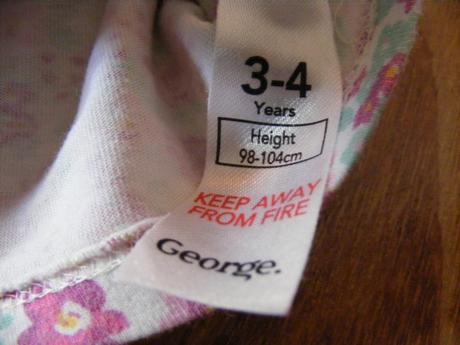 3-4
Years
Height
98-104cm
KEEP AWAY
FROM FIRE
George.